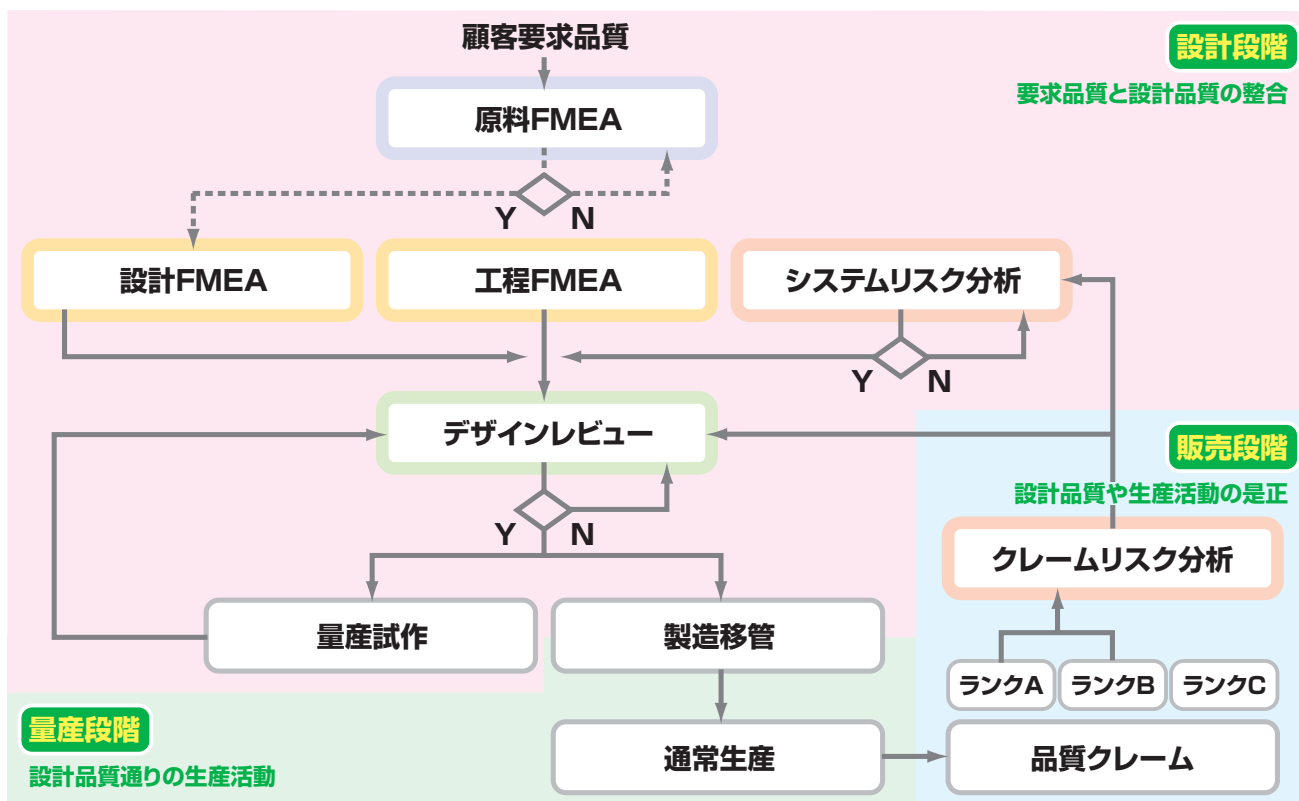 顧客要求品質
設計段階
要求品質と設計品質の整合
原料FMEA
Y
N
設計FMEA
工程FMEA
システムリスク分析
Y
N
デザインレビュー
販売段階
設計品質や生産活動の是正
Y
N
クレームリスク分析
量産試作
製造移管
ランクA
ランクB
ランクC
量産段階
設計品質通りの生産活動
通常生産
品質クレーム